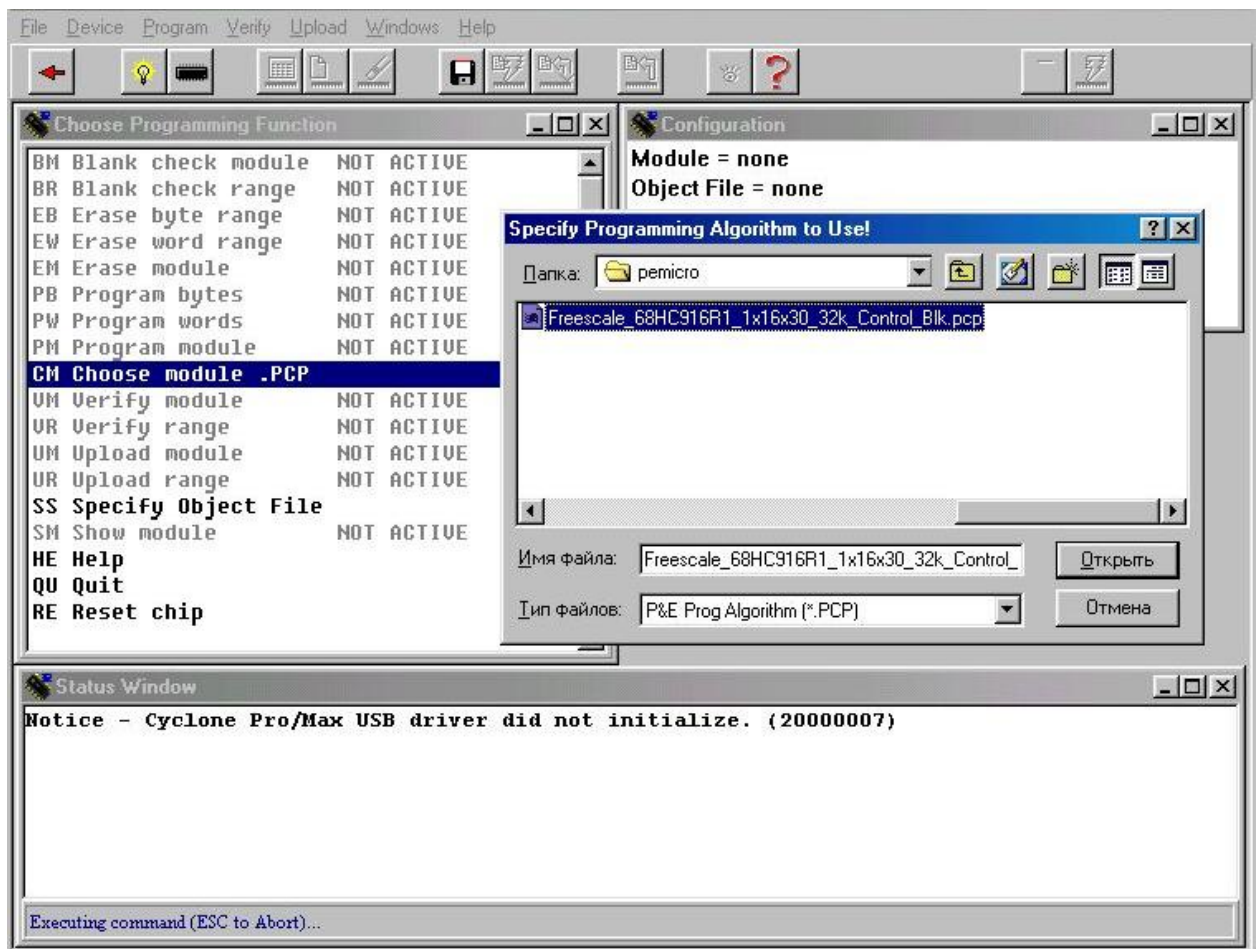 File Device Program Verify Upload Windows Help
Choose Programming Function
BM Blank check module NOT ACTIVE
BR Blank check range NOT ACTIVE
EB Erase byte range NOT ACTIVE
EW Erase word range NOT ACTIVE
EM Erase module NOT ACTIVE
PB Program bytes NOT ACTIVE
PW Program words NOT ACTIVE
PM Program module NOT ACTIVE
CM Choose module .PCP
VM Verify module NOT ACTIVE
VR Verify range NOT ACTIVE
UM Upload module NOT ACTIVE
UR Upload range NOT ACTIVE
SS Specify Object File
SM Show module NOT ACTIVE
HE Help
QU Quit
RE Reset chip
Configuration
Module = none
Object File = none
Specify Programming Algorithm to Use!
Папка: pemicro
Freescale_68HC916R1_1x16x30_32k_Control_Blk.pcp
Имя файла: Freescale_68HC916R1_1x16x30_32k_Control_ Открыть
Тип файлов: P&E Prog Algorithm (*.PCP) Отмена
Status Window
Notice - Cyclone Pro/Max USB driver did not initialize. (20000007)
Executing command (ESC to Abort)...